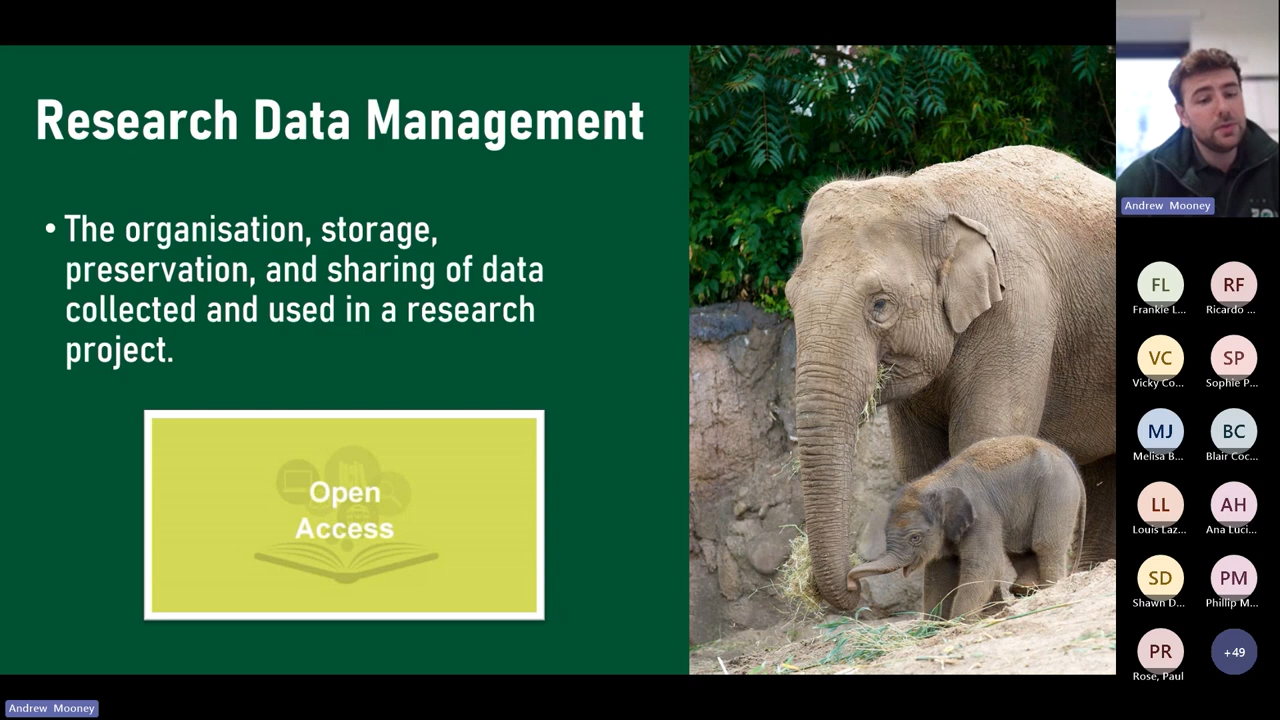 Research Data Management
• The organisation, storage,
preservation, and sharing of data
collected and used in a research
project.
Open
Access
Andrew Mooney
FL
RF
Frankie L...
Ricardo ...
VC
SP
Vicky Co...
Sophie P...
MJ
BC
Melisa B...
Blair Coc...
LL
AH
Louis Laz...
Ana Luci...
SD
PM
Shawn D...
Phillip M...
PR
+49
Rose, Paul
Andrew Mooney